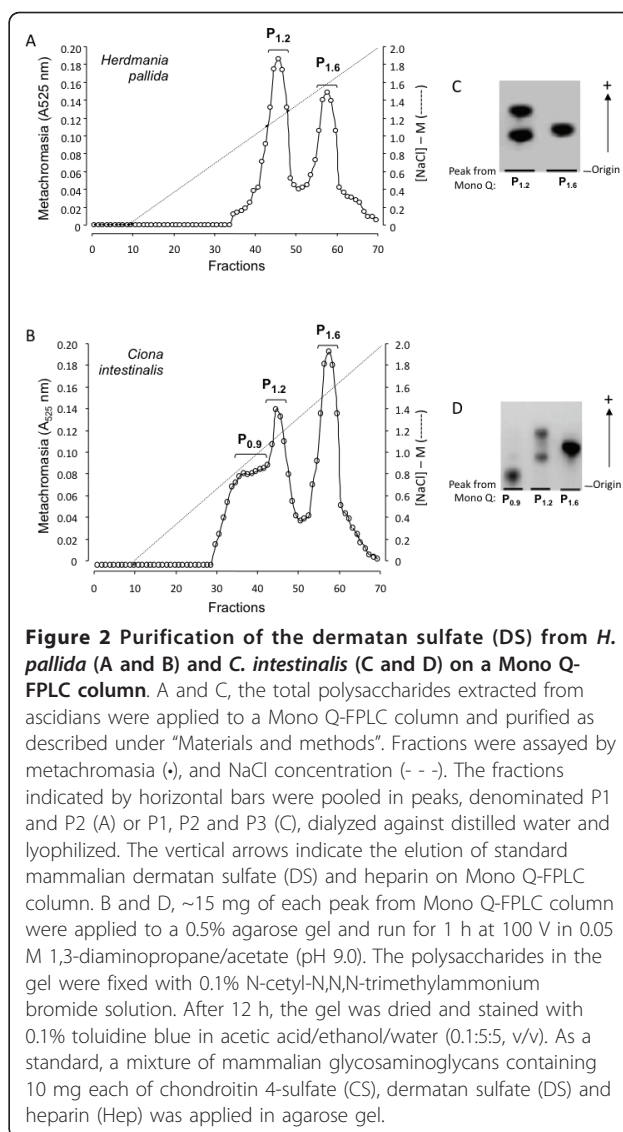 A
Herdmania
pallida
P1.2
P1.6
Metachromasia (A525 nm)
0.20
0.16
0.14
0.12
0.08
0.06
0.04
0.02
0.00
2.0
1.8
1.6
1.4
1.2
1.0
0.8
0.6
0.4
0.2
0
[NaCl] – M (-----)
0 10 20 30 40 50 60 70
Fractions
C
+
Origin
Peak from
Mono Q:
P1.2 P1.6
B
Ciona
intestinalis
P0.9
P1.2
P1.6
Metachromasia (A525 nm)
0.20
0.16
0.14
0.12
0.08
0.06
0.04
0.02
0
2.0
1.8
1.6
1.4
1.2
1.0
0.8
0.6
0.4
0.2
0
[NaCl] – M (-----)
0 10 20 30 40 50 60 70
Fractions
D
+
Origin
Peak from
Mono Q:
P0.9 P1.2 P1.6
Figure 2 Purification of the dermatan sulfate (DS) from H.
pallida (A and B) and C. intestinalis (C and D) on a Mono Q-
FPLC column. A and C, the total polysaccharides extracted from
ascidians were applied to a Mono Q-FPLC column and purified as
described under "Materials and methods". Fractions were assayed by
metachromasia (•), and NaCl concentration (- - -). The fractions
indicated by horizontal bars were pooled in peaks, denominated P1
and P2 (A) or P1, P2 and P3 (C), dialyzed against distilled water and
lyophilized. The vertical arrows indicate the elution of standard
mammalian dermatan sulfate (DS) and heparin on Mono Q-FPLC
column. B and D, ~15 mg of each peak from Mono Q-FPLC column
were applied to a 0.5% agarose gel and run for 1 h at 100 V in 0.05
M 1,3-diaminopropane/acetate (pH 9.0). The polysaccharides in the
gel were fixed with 0.1% N-cetyl-N,N,N-trimethylammonium
bromide solution. After 12 h, the gel was dried and stained with
0.1% toluidine blue in acetic acid/ethanol/water (0.1:5:5, v/v). As a
standard, a mixture of mammalian glycosaminoglycans containing
10 mg each of chondroitin 4-sulfate (CS), dermatan sulfate (DS) and
heparin (Hep) was applied in agarose gel.